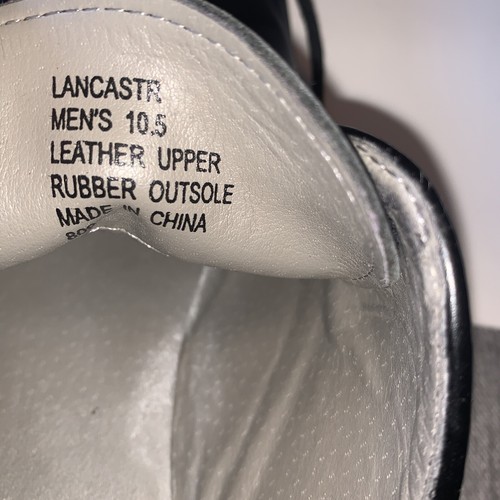 LANCASTR
MEN'S 10.5
LEATHER UPPER
RUBBER OUTSOLE
MADE IN CHINA